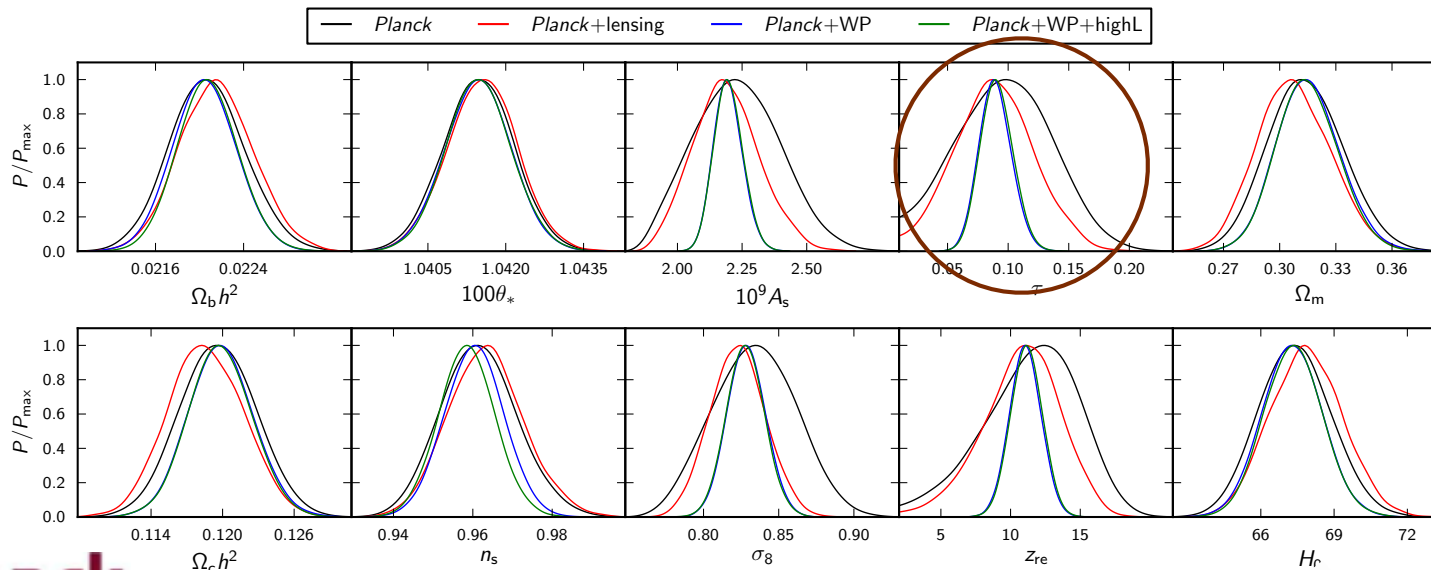 Planck Planck+lensing Planck+WP Planck+WP+highL
P/Pmax
1.0
0.8
0.6
0.4
0.2
0.0
0.0216 0.0224
1.0405 1.0420 1.0435
2.00 2.25 2.50
0.05 0.10 0.15 0.20
0.27 0.30 0.33 0.36
Ωbh²
100θ*
10⁹As
τ
Ωm
P/Pmax
1.0
0.8
0.6
0.4
0.2
0.0
0.114 0.120 0.126
0.94 0.96 0.98
0.80 0.85 0.90
5 10 15
66 69 72
Ωch²
ns
σ8
zre